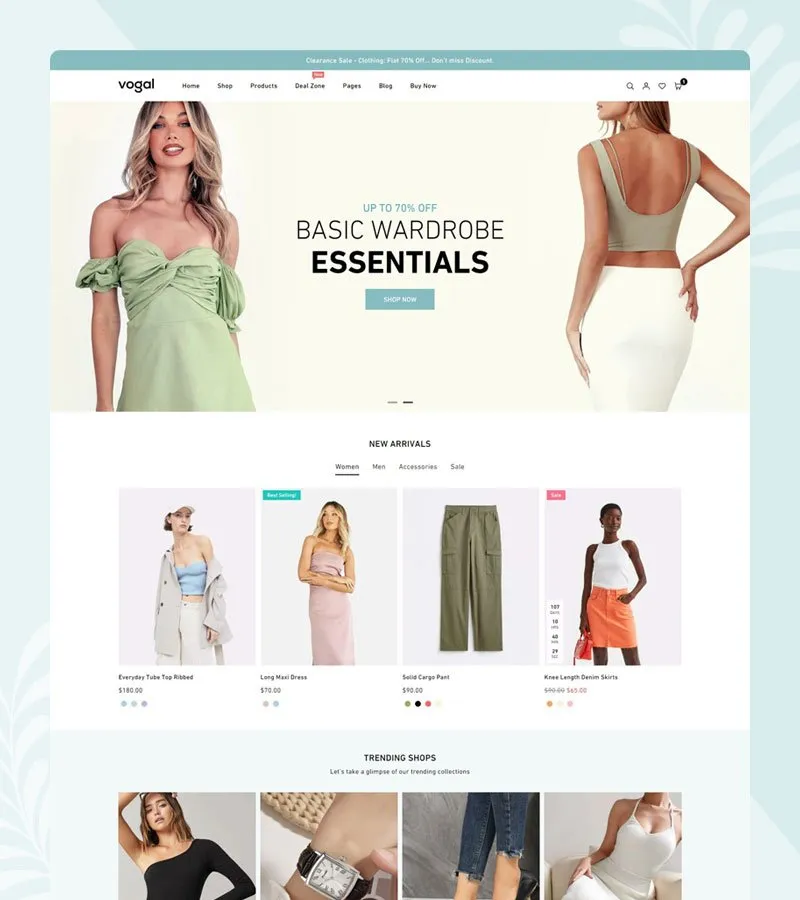 Clearance Sale - Clothing: Flat 70% Off... Don't miss Discount.
New
vogal Home Shop Products Deal Zone Pages Blog Buy Now
UP TO 70% OFF
BASIC WARDROBE
ESSENTIALS
SHOP NOW
NEW ARRIVALS
Women Men Accessories Sale
Best Selling!
Sale
107
DAYS
10
HRS
40
MIN
29
SEC
Everyday Tube Top Ribbed
$180.00
Long Maxi Dress
$70.00
Solid Cargo Pant
$90.00
Knee Length Denim Skirts
$90.00 $65.00
TRENDING SHOPS
Let's take a glimpse of our trending collections